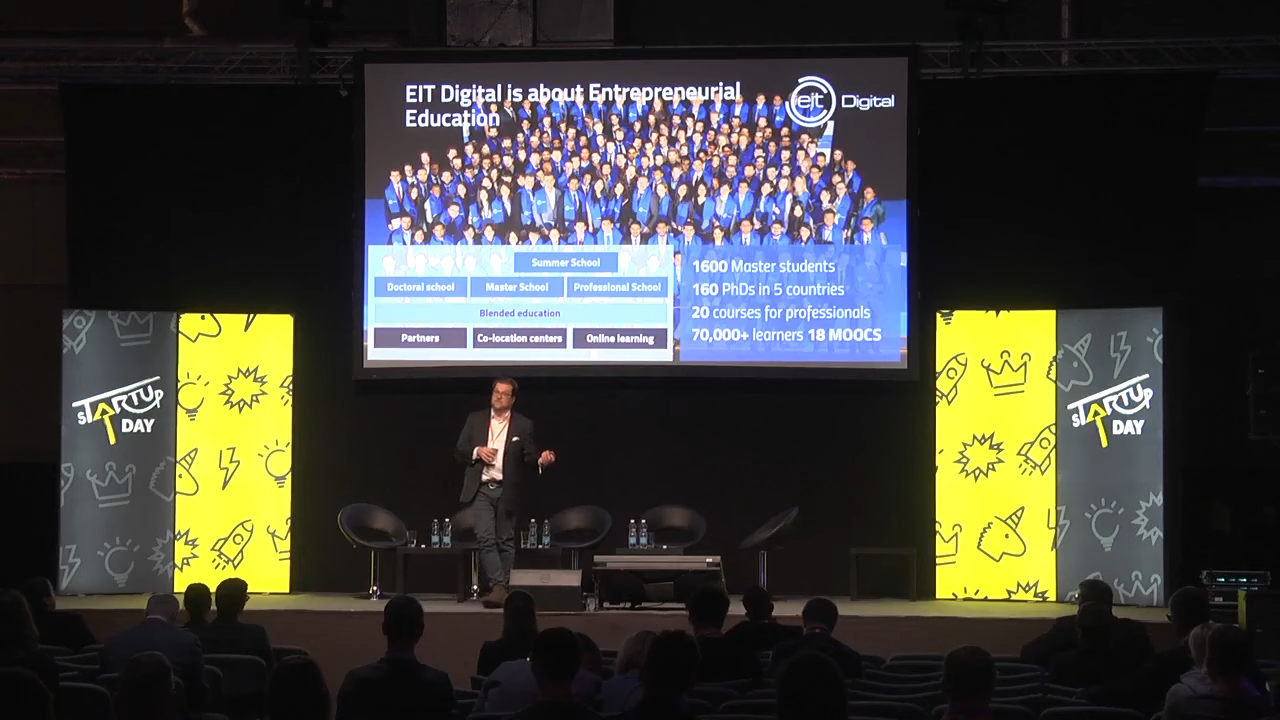 EIT Digital is about Entrepreneurial
Education
eit Digital
Summer School
Doctoral school
Master School
Professional School
Blended education
Partners
Co-location centers
Online learning
1600 Master students
160 PhDs in 5 countries
20 courses for professionals
70,000+ learners 18 MOOCS
STARTUP
DAY
STARTUP
DAY